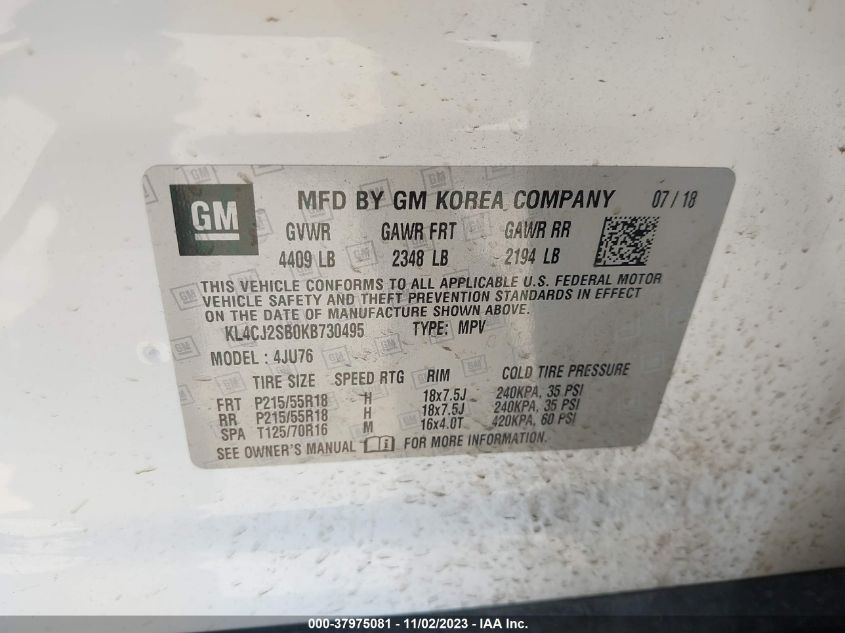 GM MFD BY GM KOREA COMPANY 07/18
GVWR GAWR FRT GAWR RR
4409 LB 2348 LB 2194 LB
THIS VEHICLE CONFORMS TO ALL APPLICABLE U.S. FEDERAL MOTOR
VEHICLE SAFETY AND THEFT PREVENTION STANDARDS IN EFFECT
ON THE DATE OF MANUFACTURE SHOWN ABOVE.
KL4CJ2SB0KB730495 TYPE: MPV
MODEL : 4JU76
TIRE SIZE SPEED RTG RIM COLD TIRE PRESSURE
FRT P215/55R18 H 18x7.5J 240KPA, 35 PSI
RR P215/55R18 H 18x7.5J 240KPA, 35 PSI
SPA T125/70R16 M 16x4.0T 420KPA, 60 PSI
SEE OWNER'S MANUAL FOR MORE INFORMATION.
000-37975081 - 11/02/2023 - IAA Inc.